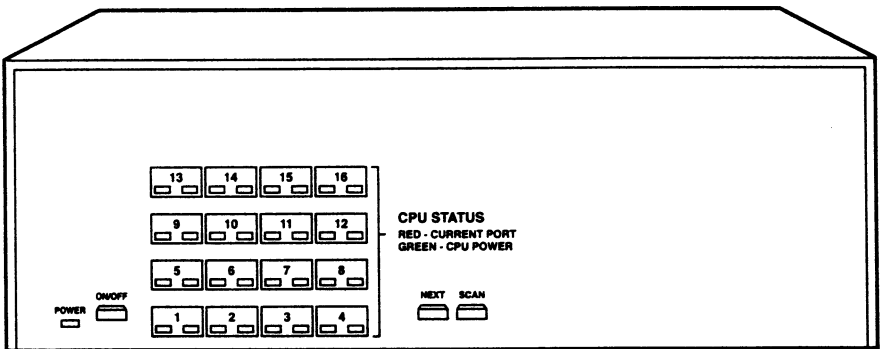 13 14 15 16
9 10 11 12
CPU STATUS
RED - CURRENT PORT
GREEN - CPU POWER
5 6 7 8
POWER ON/OFF
1 2 3 4
NEXT SCAN